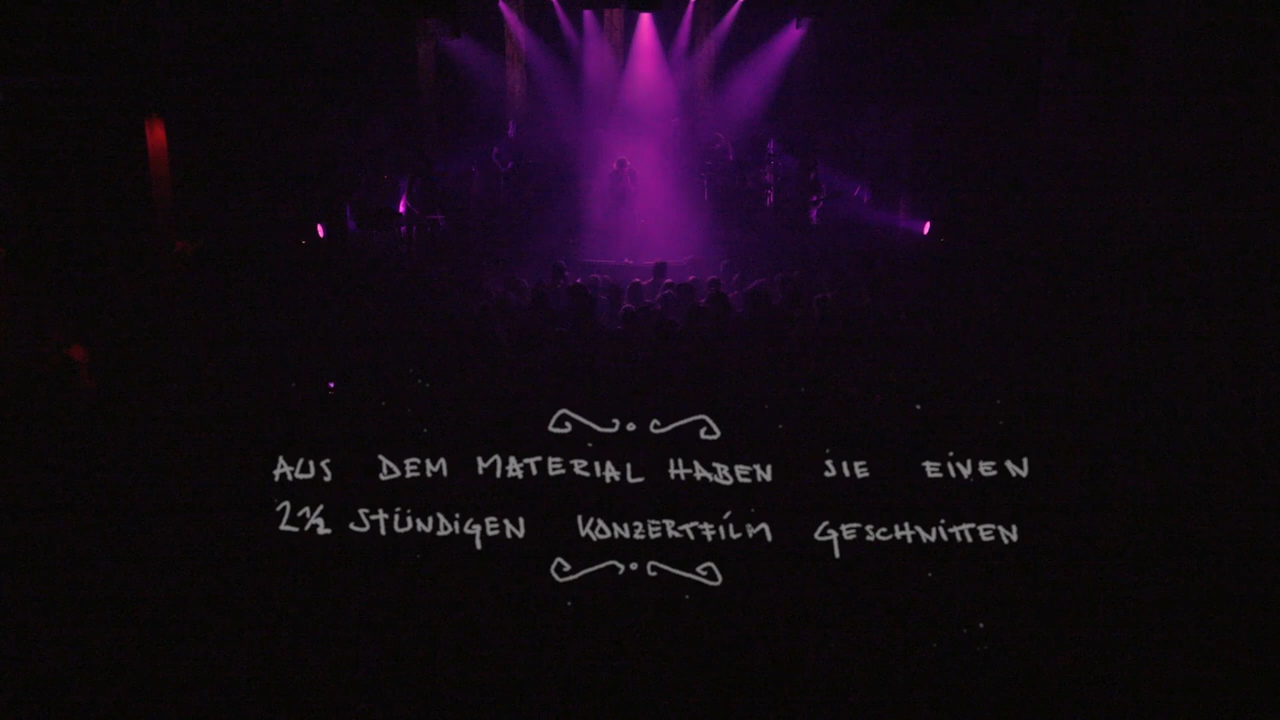 AUS DEM MATERIAL HABEN SIE EINEN
2½ STÜNDIGEN KONZERTFILM GESCHNITTEN